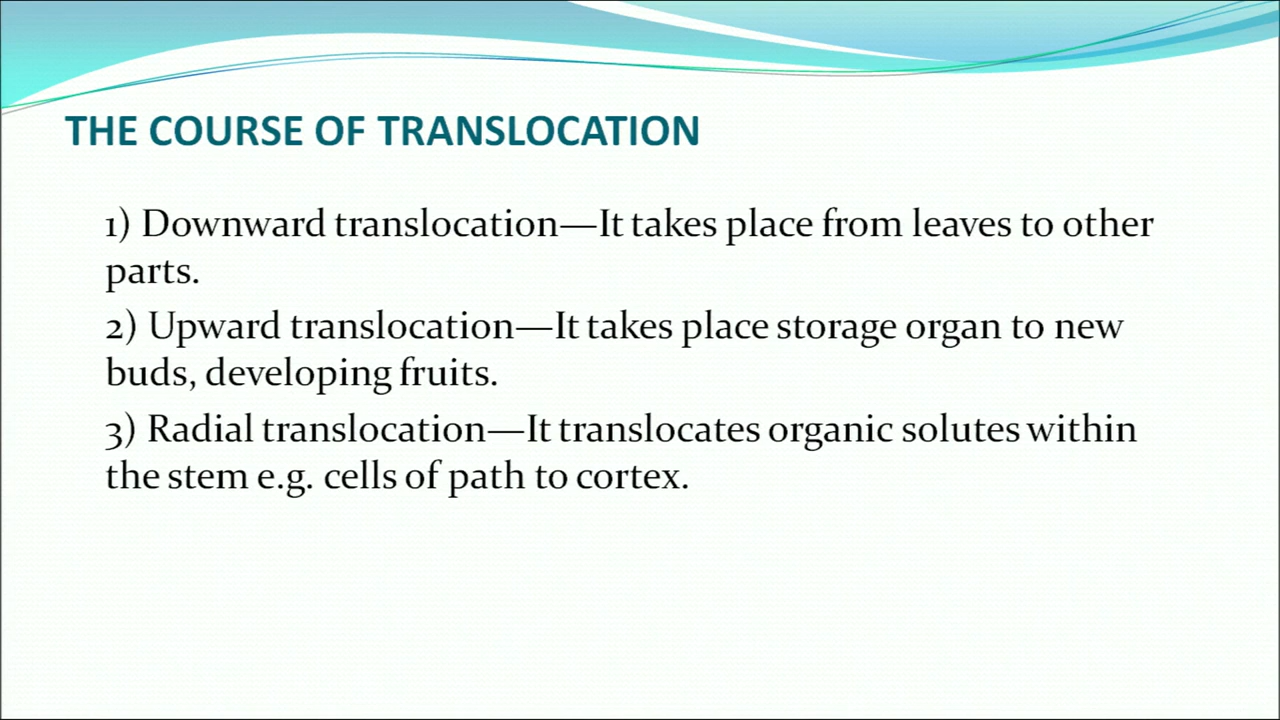 THE COURSE OF TRANSLOCATION
1) Downward translocation—It takes place from leaves to other
parts.
2) Upward translocation—It takes place storage organ to new
buds, developing fruits.
3) Radial translocation—It translocates organic solutes within
the stem e.g. cells of path to cortex.